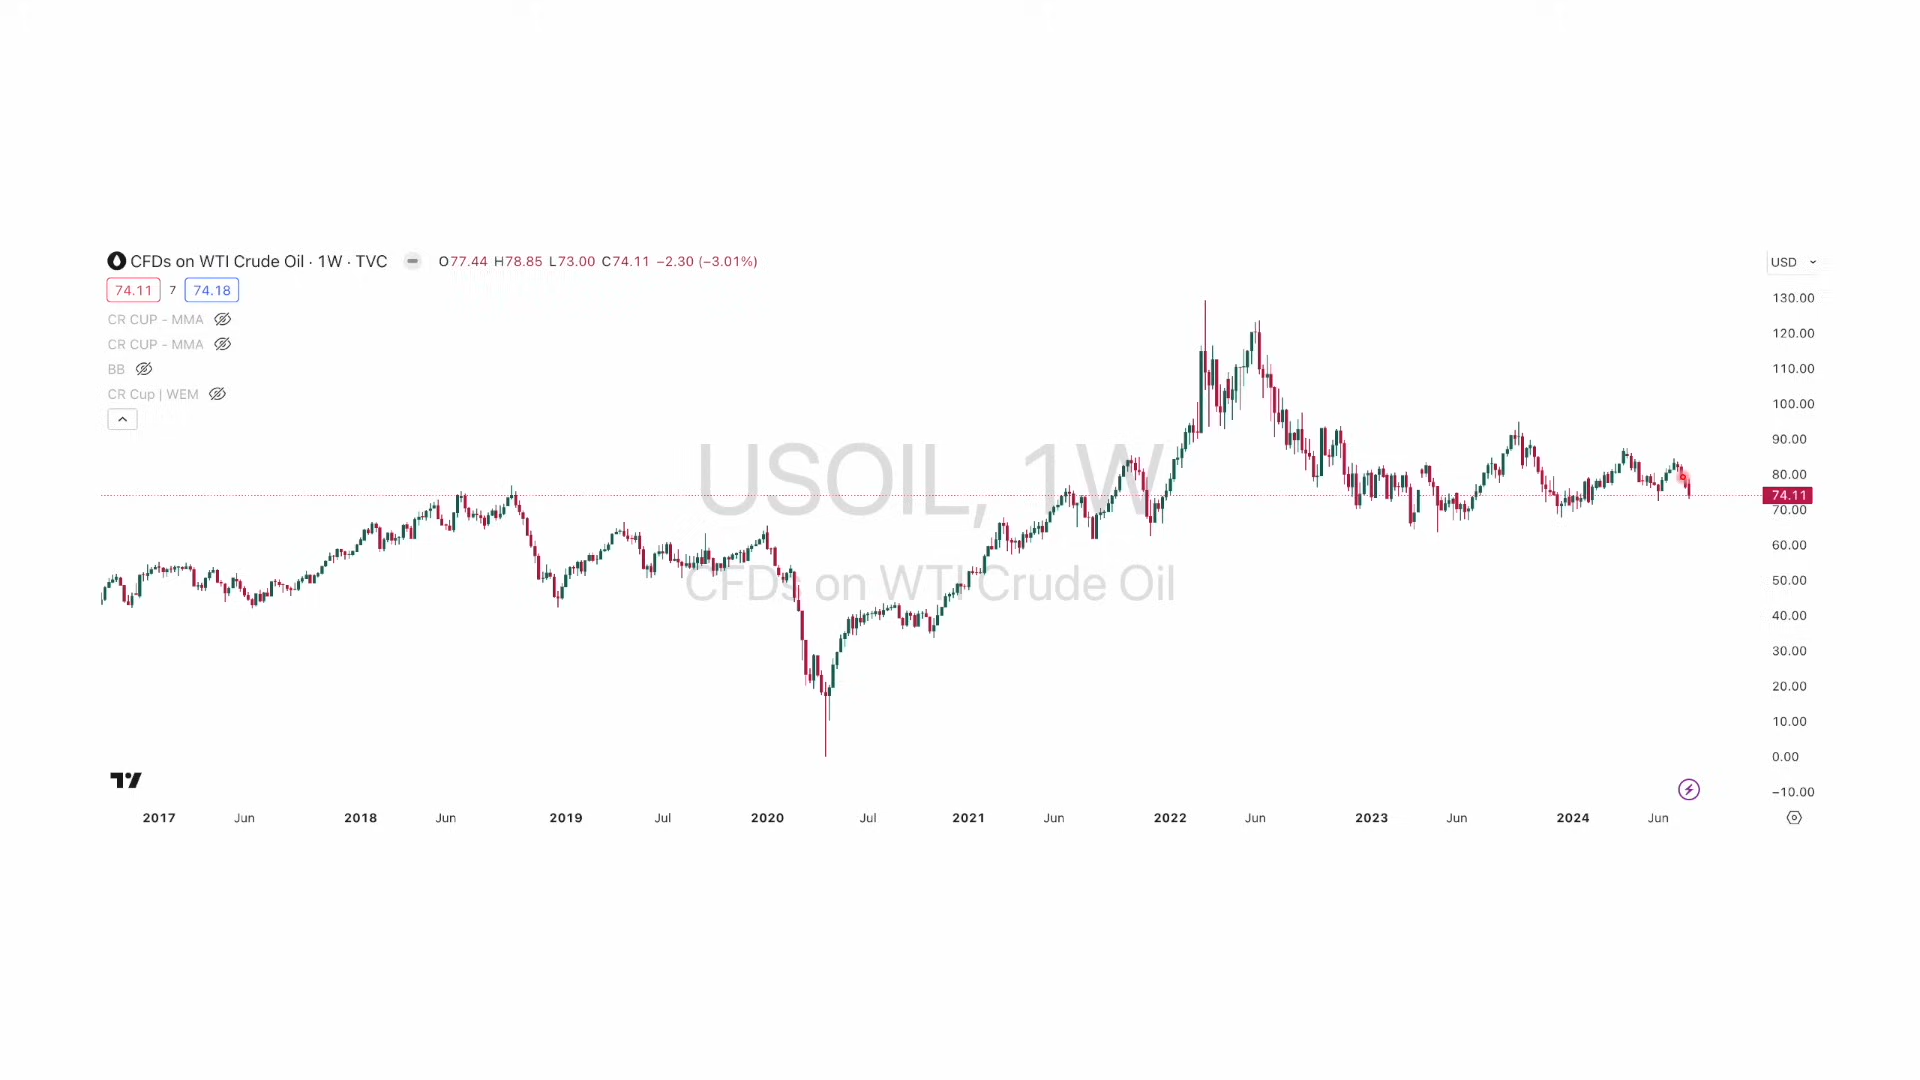 CFDs on WTI Crude Oil · 1W · TVC O77.44 H78.85 L73.00 C74.11 −2.30 (−3.01%)
USD
74.11 7 74.18
CR CUP - MMA
CR CUP - MMA
BB
CR Cup | WEM
USOIL, 1W
CFDs on WTI Crude Oil
130.00
120.00
110.00
100.00
90.00
80.00
74.11
70.00
60.00
50.00
40.00
30.00
20.00
10.00
0.00
−10.00
2017 Jun 2018 Jun 2019 Jul 2020 Jul 2021 Jun 2022 Jun 2023 Jun 2024 Jun